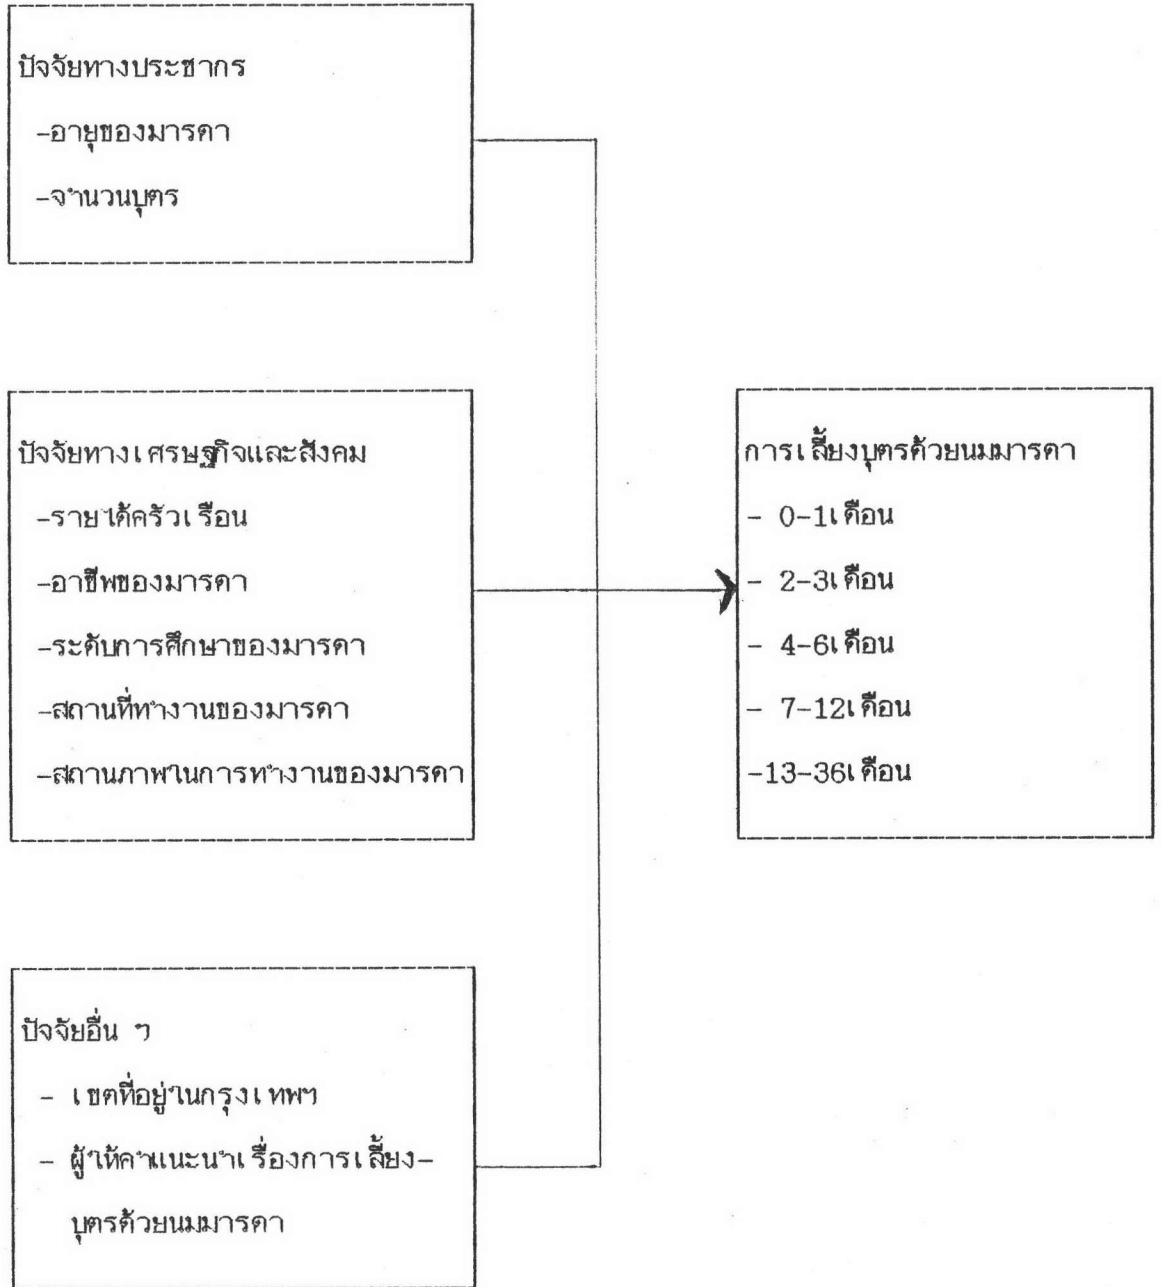 ปัจจัยทางประชากร
-อายุของมารดา
-จำนวนบุตร
ปัจจัยทางเศรษฐกิจและสังคม
-รายได้ครัวเรือน
-อาชีพของมารดา
-ระดับการศึกษาของมารดา
-สถานที่ทำงานของมารดา
-สถานภาพในการทำงานของมารดา
การเลี้ยงบุตรด้วยนมมารดา
- 0-1เดือน
- 2-3เดือน
- 4-6เดือน
- 7-12เดือน
-13-36เดือน
ปัจจัยอื่น ๆ
- เขตที่อยู่ในกรุงเทพฯ
- ผู้ให้คำแนะนำเรื่องการเลี้ยง-
บุตรด้วยนมมารดา